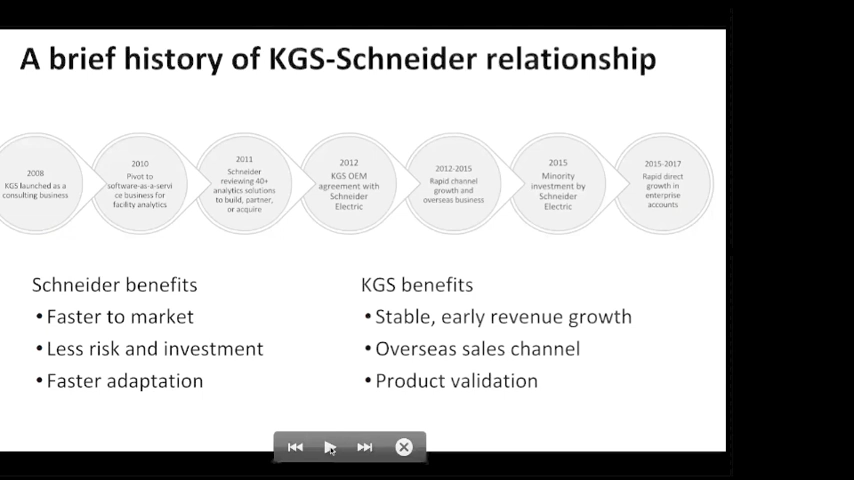 A brief history of KGS-Schneider relationship
2008
KGS launched as a
consulting business
2010
Pivot to
software-as-a-servi
ce business for
facility analytics
2011
Schneider
reviewing 40+
analytics solutions
to build, partner,
or acquire
2012
KGS OEM
agreement with
Schneider
Electric
2012-2015
Rapid channel
growth and
overseas business
2015
Minority
investment by
Schneider
Electric
2015-2017
Rapid direct
growth in
enterprise
accounts
Schneider benefits
•Faster to market
•Less risk and investment
•Faster adaptation
KGS benefits
•Stable, early revenue growth
•Overseas sales channel
•Product validation